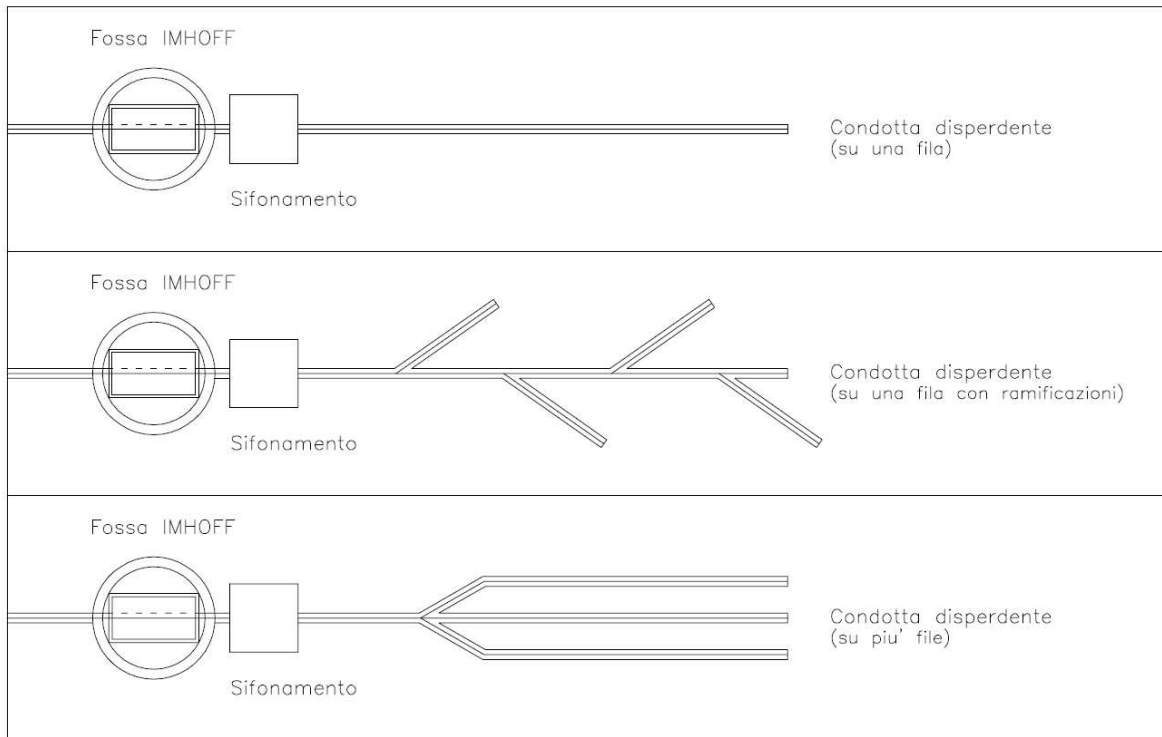 Fossa IMHOFF
Condotta disperdente
(su una fila)
Sifonamento
Fossa IMHOFF
Condotta disperdente
(su una fila con ramificazioni)
Sifonamento
Fossa IMHOFF
Condotta disperdente
(su piu' file)
Sifonamento